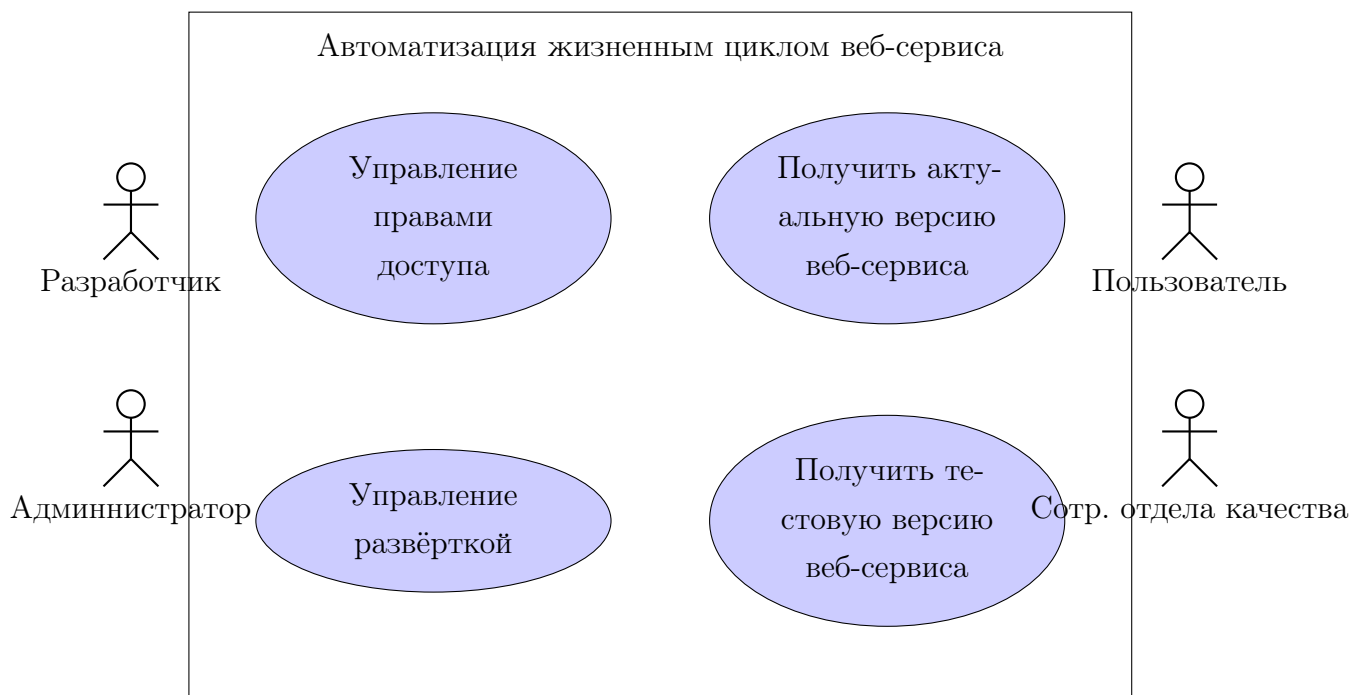 Автоматизация жизненным циклом веб-сервиса
Управление
правами
доступа
Получить акту-
альную версию
веб-сервиса
Разработчик
Пользователь
Админнистратор
Управление
развёрткой
Получить те-
стовую версию
веб-сервиса
Сотр. отдела качества